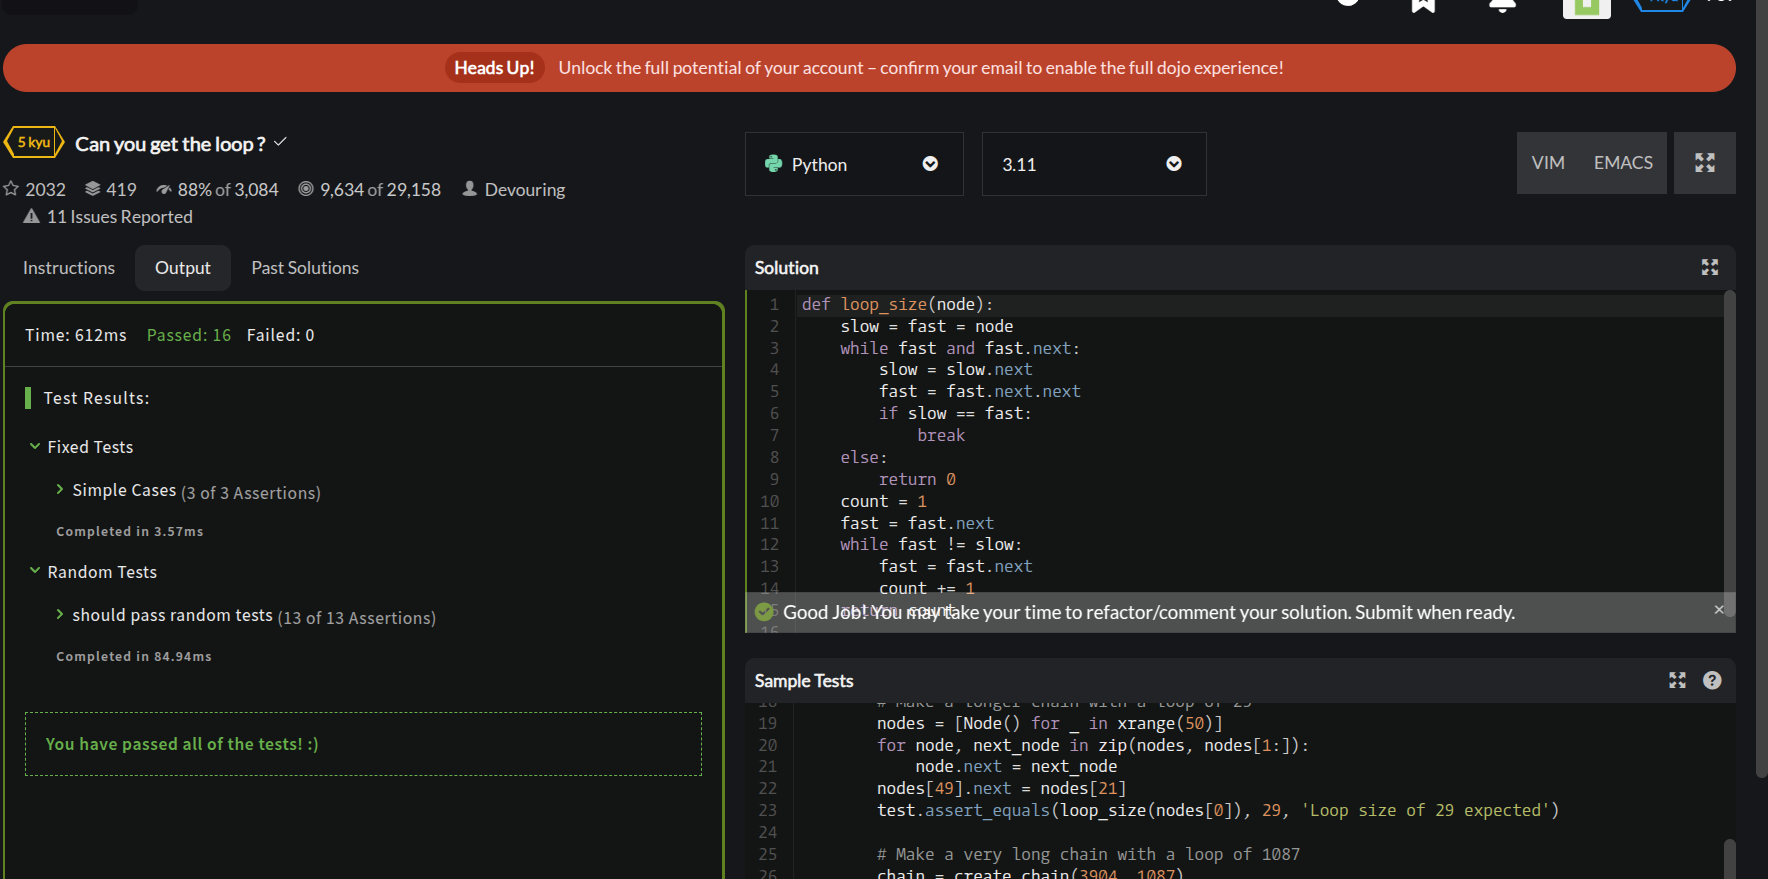 Heads Up! Unlock the full potential of your account – confirm your email to enable the full dojo experience!
5 kyu Can you get the loop ?
2032 419 88% of 3,084 9,634 of 29,158 Devouring
11 Issues Reported
Instructions Output Past Solutions
Time: 612ms Passed: 16 Failed: 0
Test Results:
Fixed Tests
Simple Cases (3 of 3 Assertions)
Completed in 3.57ms
Random Tests
should pass random tests (13 of 13 Assertions)
Completed in 84.94ms
You have passed all of the tests! :)
Python 3.11 VIM EMACS
Solution
1 def loop_size(node):
2 slow = fast = node
3 while fast and fast.next:
4 slow = slow.next
5 fast = fast.next.next
6 if slow == fast:
7 break
8 else:
9 return 0
10 count = 1
11 fast = fast.next
12 while fast != slow:
13 fast = fast.next
14 count += 1
return count
16
Good Job! You may take your time to refactor/comment your solution. Submit when ready.
Sample Tests
18 # Make a longer chain with a loop of 29
19 nodes = [Node() for _ in xrange(50)]
20 for node, next_node in zip(nodes, nodes[1:]):
21 node.next = next_node
22 nodes[49].next = nodes[21]
23 test.assert_equals(loop_size(nodes[0]), 29, 'Loop size of 29 expected')
24
25 # Make a very long chain with a loop of 1087
26 chain = create_chain(3904, 1087)